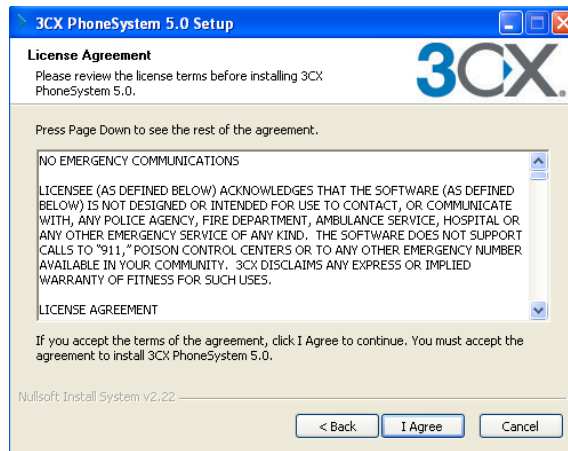 3CX PhoneSystem 5.0 Setup
License Agreement
Please review the license terms before installing 3CX
PhoneSystem 5.0.
3CX.
Press Page Down to see the rest of the agreement.
NO EMERGENCY COMMUNICATIONS
LICENSEE (AS DEFINED BELOW) ACKNOWLEDGES THAT THE SOFTWARE (AS DEFINED
BELOW) IS NOT DESIGNED OR INTENDED FOR USE TO CONTACT, OR COMMUNICATE
WITH, ANY POLICE AGENCY, FIRE DEPARTMENT, AMBULANCE SERVICE, HOSPITAL OR
ANY OTHER EMERGENCY SERVICE OF ANY KIND.  THE SOFTWARE DOES NOT SUPPORT
CALLS TO "911," POISON CONTROL CENTERS OR TO ANY OTHER EMERGENCY NUMBER
AVAILABLE IN YOUR COMMUNITY.  3CX DISCLAIMS ANY EXPRESS OR IMPLIED
WARRANTY OF FITNESS FOR SUCH USES.
LICENSE AGREEMENT
If you accept the terms of the agreement, click I Agree to continue. You must accept the
agreement to install 3CX PhoneSystem 5.0.
Nullsoft Install System v2.22
< Back
I Agree
Cancel